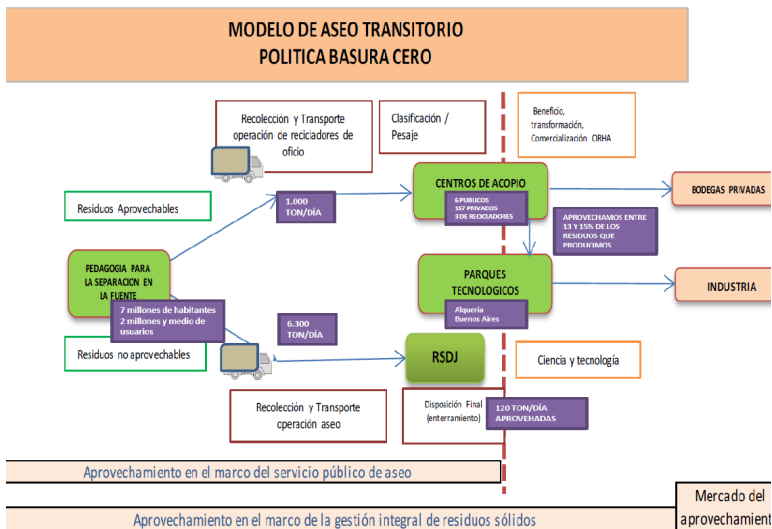 MODELO DE ASEO TRANSITORIO
POLITICA BASURA CERO
Recolección y Transporte
operación de recicladores de
oficio
Clasificación /
Pesaje
Beneficio,
transformación,
Comercialización ORHA
Residuos Aprovechables
1.000
TON/DÍA
CENTROS DE ACOPIO
6 PUBLICOS
167 PRIVADOS
3 DE RECICLADORES
BODEGAS PRIVADAS
APROVECHAMOS ENTRE
13 Y 15% DE LOS
RESIDUOS QUE
PRODUCIMOS
PEDAGOGIA PARA
LA SEPARACION EN
LA FUENTE
7 millones de habitantes
2 millones y medio de
usuarios
PARQUES
TECNOLOGICOS
Alqueria
Buenos Aires
INDUSTRIA
Residuos no aprovechables
6.300
TON/DÍA
RSDJ
Ciencia y tecnología
Recolección y Transporte
operación aseo
Disposición Final
(enterramiento)
120 TON/DÍA
APROVEHADAS
Aprovechamiento en el marco del servicio público de aseo
Aprovechamiento en el marco de la gestión integral de residuos sólidos
Mercado del
aprovechamient